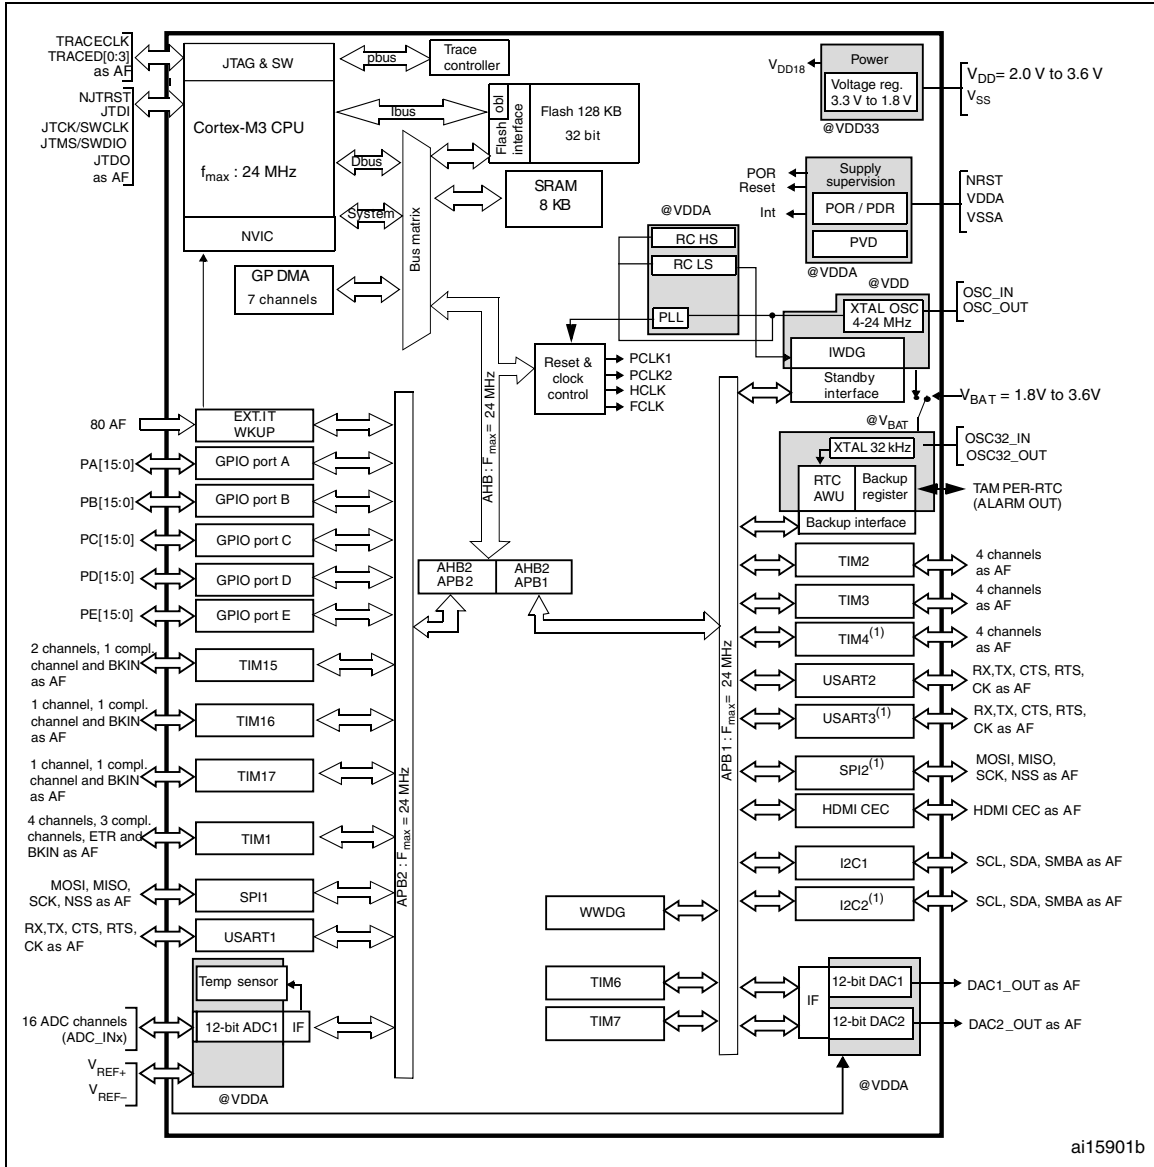 TRACECLK
TRACED[0:3]
as AF
NJTRST
JTDI
JTCK/SWCLK
JTMS/SWDIO
JTDO
as AF
JTAG & SW
Cortex-M3 CPU
fmax : 24 MHz
NVIC
pbus
Trace
controller
Ibus
Flash obl
interface
Flash 128 KB
32 bit
Dbus
System
Bus matrix
SRAM
8 KB
GP DMA
7 channels
VDD18
Power
Voltage reg.
3.3 V to 1.8 V
@VDD33
VDD= 2.0 V to 3.6 V
VSS
POR
Reset
Int
Supply
supervision
POR / PDR
PVD
@VDDA
NRST
VDDA
VSSA
@VDDA
RC HS
RC LS
PLL
@VDD
XTAL OSC
4-24 MHz
IWDG
Standby
interface
OSC_IN
OSC_OUT
Reset &
clock
control
PCLK1
PCLK2
HCLK
FCLK
VBAT = 1.8V to 3.6V
@VBAT
XTAL 32 kHz
OSC32_IN
OSC32_OUT
RTC
AWU
Backup
register
Backup interface
TAMPER-RTC
(ALARM OUT)
AHB : Fmax = 24 MHz
AHB2
APB2
AHB2
APB1
APB2 : Fmax = 24 MHz
APB1 : Fmax = 24 MHz
80 AF
EXT.IT
WKUP
PA[15:0]
GPIO port A
PB[15:0]
GPIO port B
PC[15:0]
GPIO port C
PD[15:0]
GPIO port D
PE[15:0]
GPIO port E
2 channels, 1 compl.
channel and BKIN
as AF
TIM15
1 channel, 1 compl.
channel and BKIN
as AF
TIM16
1 channel, 1 compl.
channel and BKIN
as AF
TIM17
4 channels, 3 compl.
channels, ETR and
BKIN as AF
TIM1
MOSI, MISO,
SCK, NSS as AF
SPI1
RX,TX, CTS, RTS,
CK as AF
USART1
Temp sensor
16 ADC channels
(ADC_INx)
12-bit ADC1
IF
VREF+
VREF–
@VDDA
TIM2
4 channels
as AF
TIM3
4 channels
as AF
TIM4(1)
4 channels
as AF
USART2
RX,TX, CTS, RTS,
CK as AF
USART3(1)
RX,TX, CTS, RTS,
CK as AF
SPI2(1)
MOSI, MISO,
SCK, NSS as AF
HDMI CEC
HDMI CEC as AF
I2C1
SCL, SDA, SMBA as AF
I2C2(1)
SCL, SDA, SMBA as AF
WWDG
TIM6
TIM7
IF
12-bit DAC1
DAC1_OUT as AF
12-bit DAC2
DAC2_OUT as AF
@VDDA
ai15901b